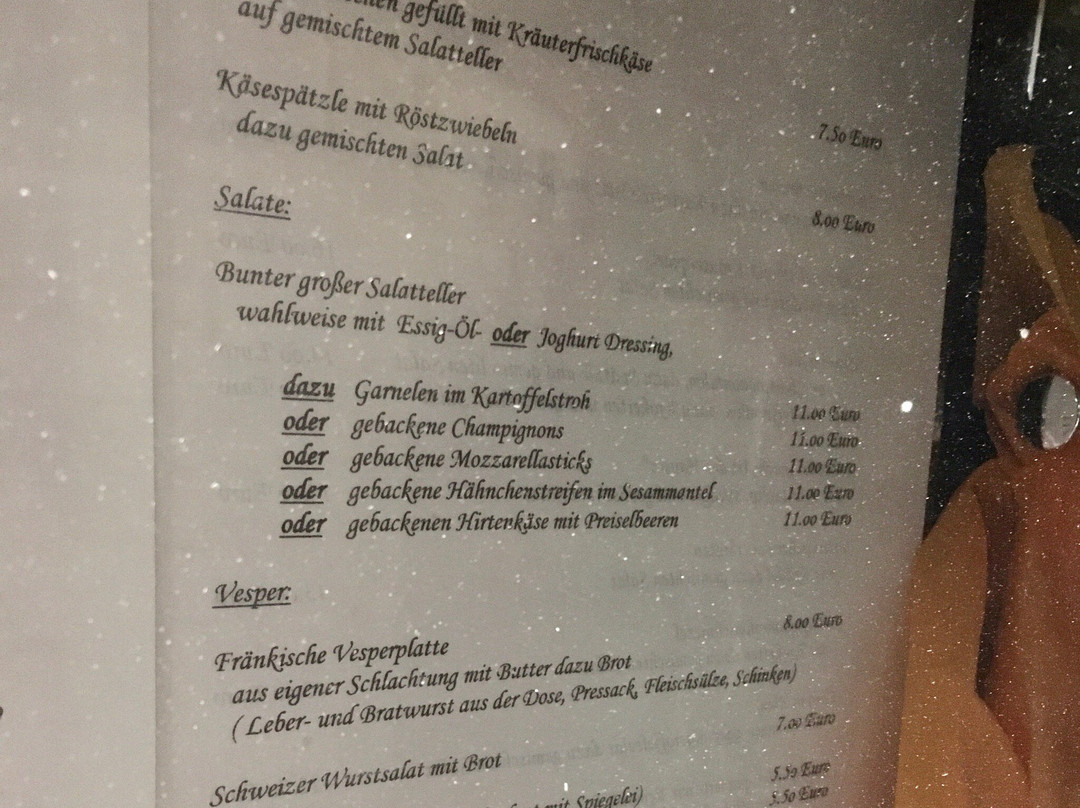 gefüllt mit Kräuterfrischkäse
auf gemischtem Salatteller
7.50 Euro
Käsespätzle mit Röstzwiebeln
dazu gemischten Salat
8.00 Euro
Salate:
Bunter großer Salatteller
wahlweise mit Essig-Öl- oder Joghurt Dressing,
dazu Garnelen im Kartoffelstroh 11.00 Euro
oder gebackene Champignons 11.00 Euro
oder gebackene Mozzarellasticks 11.00 Euro
oder gebackene Hähnchenstreifen im Sesammantel 11.00 Euro
oder gebackenen Hirtenkäse mit Preiselbeeren 11.00 Euro
Vesper:
8.00 Euro
Fränkische Vesperplatte
aus eigener Schlachtung mit Butter dazu Brot
( Leber- und Bratwurst aus der Dose, Pressack, Fleischsülze, Schinken)
7.00 Euro
Schweizer Wurstsalat mit Brot
5.50 Euro
mit Spiegelei) 5.50 Euro